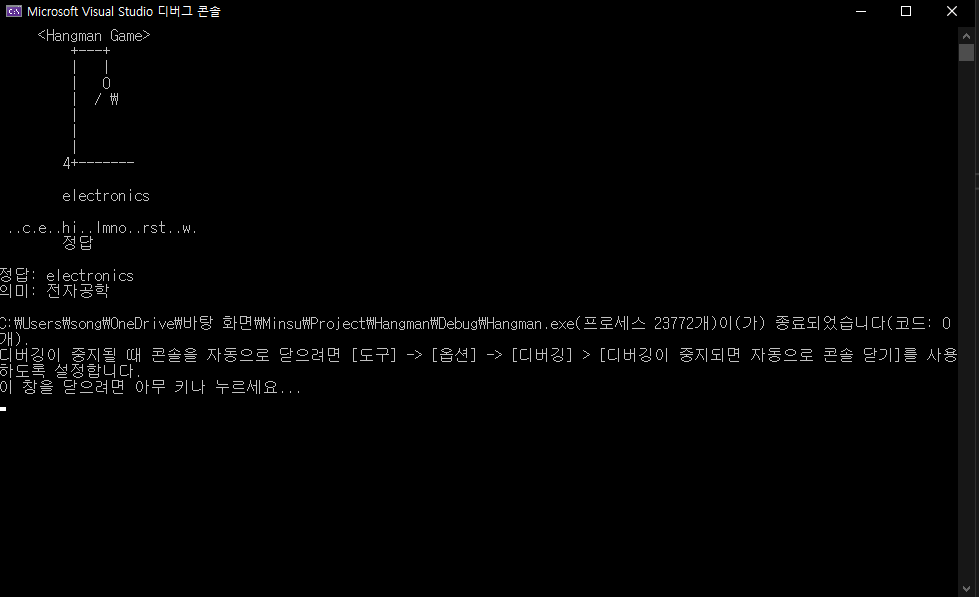 Microsoft Visual Studio 디버그 콘솔
<Hangman Game>
+---+
|   |
|   O
|  / ₩
|
|
|
4+-------
electronics
..c.e..hi..lmno..rst..w.
정답
정답: electronics
의미: 전자공학
C:₩Users₩song₩OneDrive₩바탕 화면₩Minsu₩Project₩Hangman₩Debug₩Hangman.exe(프로세스 23772개)이(가) 종료되었습니다(코드: 0
개).
디버깅이 중지될 때 콘솔을 자동으로 닫으려면 [도구] -> [옵션] -> [디버깅] > [디버깅이 중지되면 자동으로 콘솔 닫기]를 사용
하도록 설정합니다.
이 창을 닫으려면 아무 키나 누르세요...